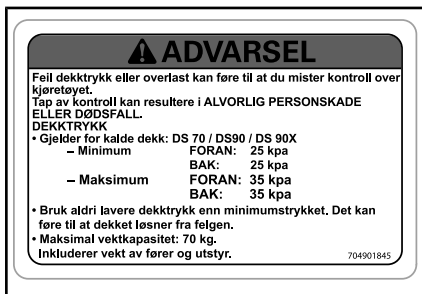 ADVARSEL
Feil dekktrykk eller overlast kan føre til at du mister kontroll over
kjøretøyet.
Tap av kontroll kan resultere i ALVORLIG PERSONSKADE
ELLER DØDSFALL.
DEKKTRYKK
• Gjelder for kalde dekk: DS 70 / DS90 / DS 90X
– Minimum FORAN: 25 kpa
BAK: 25 kpa
– Maksimum FORAN: 35 kpa
BAK: 35 kpa
• Bruk aldri lavere dekktrykk enn minimumstrykket. Det kan
føre til at dekket løsner fra felgen.
• Maksimal vektkapasitet: 70 kg.
Inkluderer vekt av fører og utstyr.
704901845